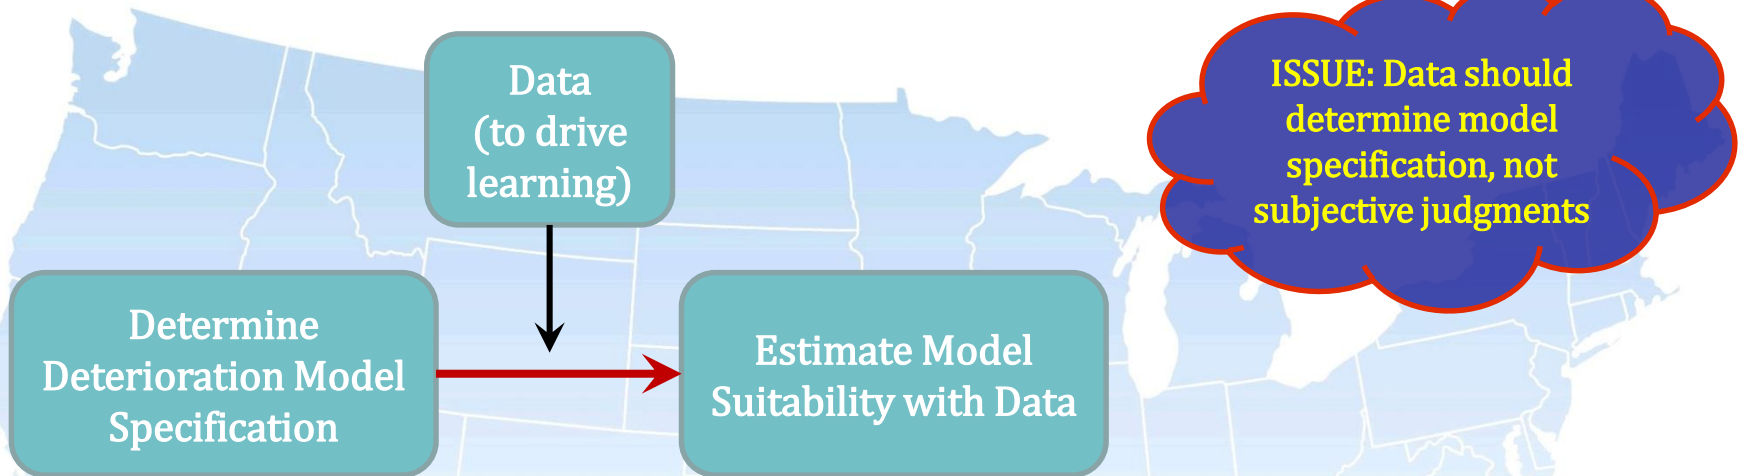 Data
(to drive
learning)
ISSUE: Data should
determine model
specification, not
subjective judgments
Determine
Deterioration Model
Specification
Estimate Model
Suitability with Data